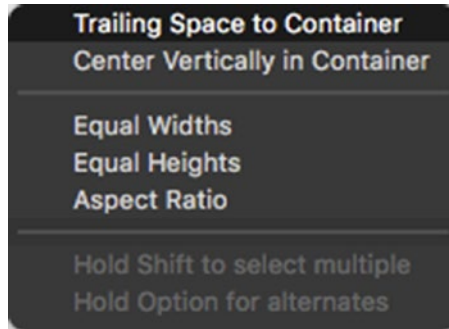 Trailing Space to Container
Center Vertically in Container
Equal Widths
Equal Heights
Aspect Ratio
Hold Shift to select multiple
Hold Option for alternates